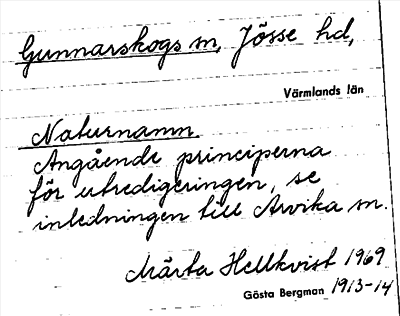 Gunnarskogs sn, Jösse hd,
Värmlands län
Naturnamn
Angående principerna
för utredigeringen, se
inledningen till Arvika sn.
Märta Hellkvist 1969
Gösta Bergman 1913-14